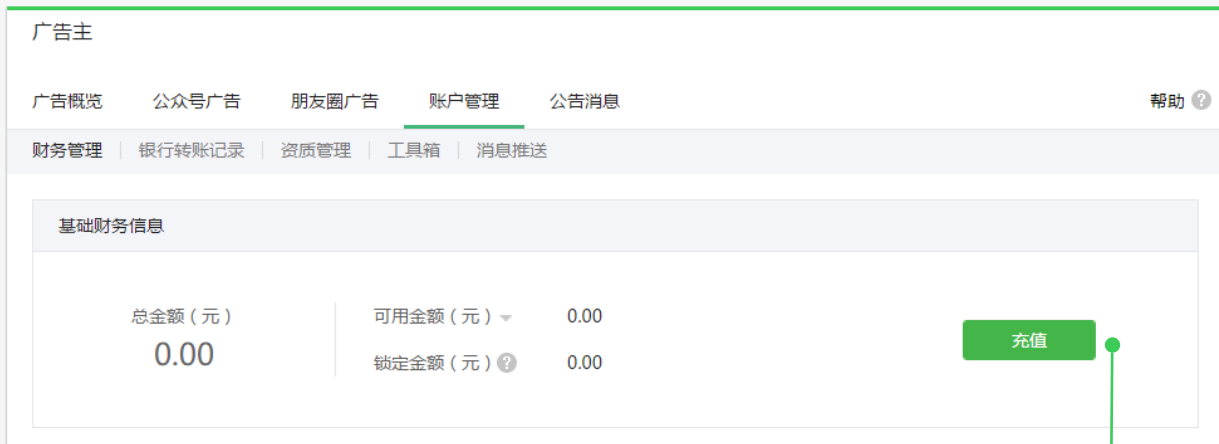 广告主
广告概览 公众号广告 朋友圈广告 账户管理 公告消息 帮助 ?
财务管理 银行转账记录 资质管理 工具箱 消息推送
基础财务信息
总金额（元）
0.00
可用金额（元） 0.00
锁定金额（元）? 0.00
充值